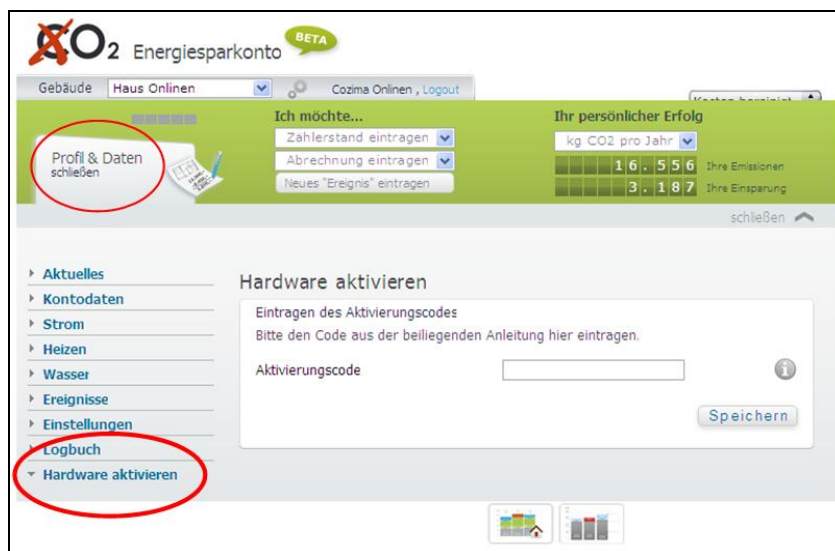 CO2 Energiesparkonto BETA
Gebäude Haus Onlinen Cozima Onlinen , Logout
Kosten bereinigt
Profil & Daten
schließen
Ich möchte...
Zählerstand eintragen
Abrechnung eintragen
Neues "Ereignis" eintragen
Ihr persönlicher Erfolg
kg CO2 pro Jahr
16.556 Ihre Emissionen
3.187 Ihre Einsparung
schließen
Aktuelles
Kontodaten
Strom
Heizen
Wasser
Ereignisse
Einstellungen
Logbuch
Hardware aktivieren
Hardware aktivieren
Eintragen des Aktivierungscodes
Bitte den Code aus der beiliegenden Anleitung hier eintragen.
Aktivierungscode
i
Speichern